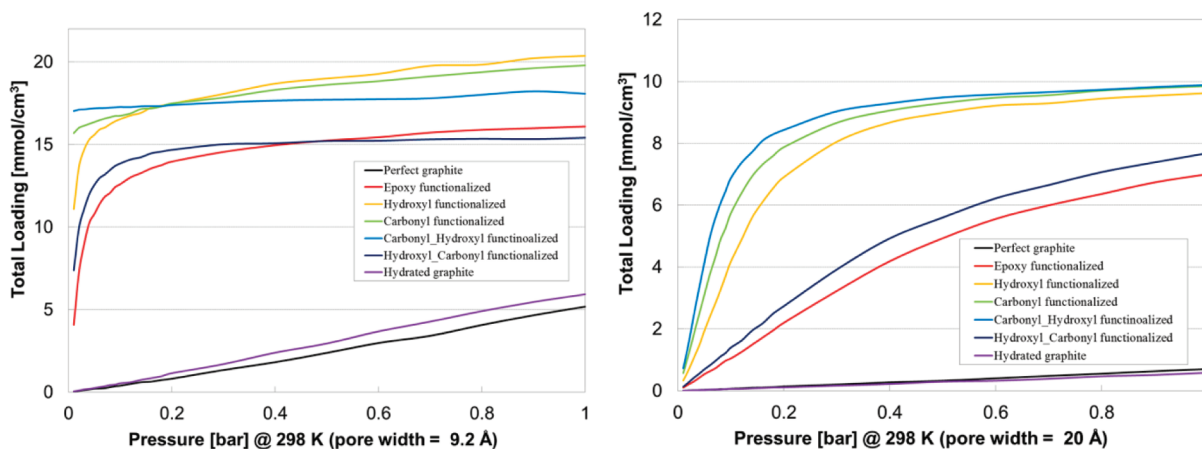 Total Loading [mmol/cm³]
20
15
10
5
0
Perfect graphite
Epoxy functionalized
Hydroxyl functionalized
Carbonyl functionalized
Carbonyl_Hydroxyl functinoalized
Hydroxyl_Carbonyl functionalized
Hydrated graphite
0 0.2 0.4 0.6 0.8 1
Pressure [bar] @ 298 K (pore width = 9.2 Å)
Total Loading [mmol/cm³]
12
10
8
6
4
2
0
Perfect graphite
Epoxy functionalized
Hydroxyl functionalized
Carbonyl functionalized
Carbonyl_Hydroxyl functinoalized
Hydroxyl_Carbonyl functionalized
Hydrated graphite
0 0.2 0.4 0.6 0.8
Pressure [bar] @ 298 K (pore width = 20 Å)